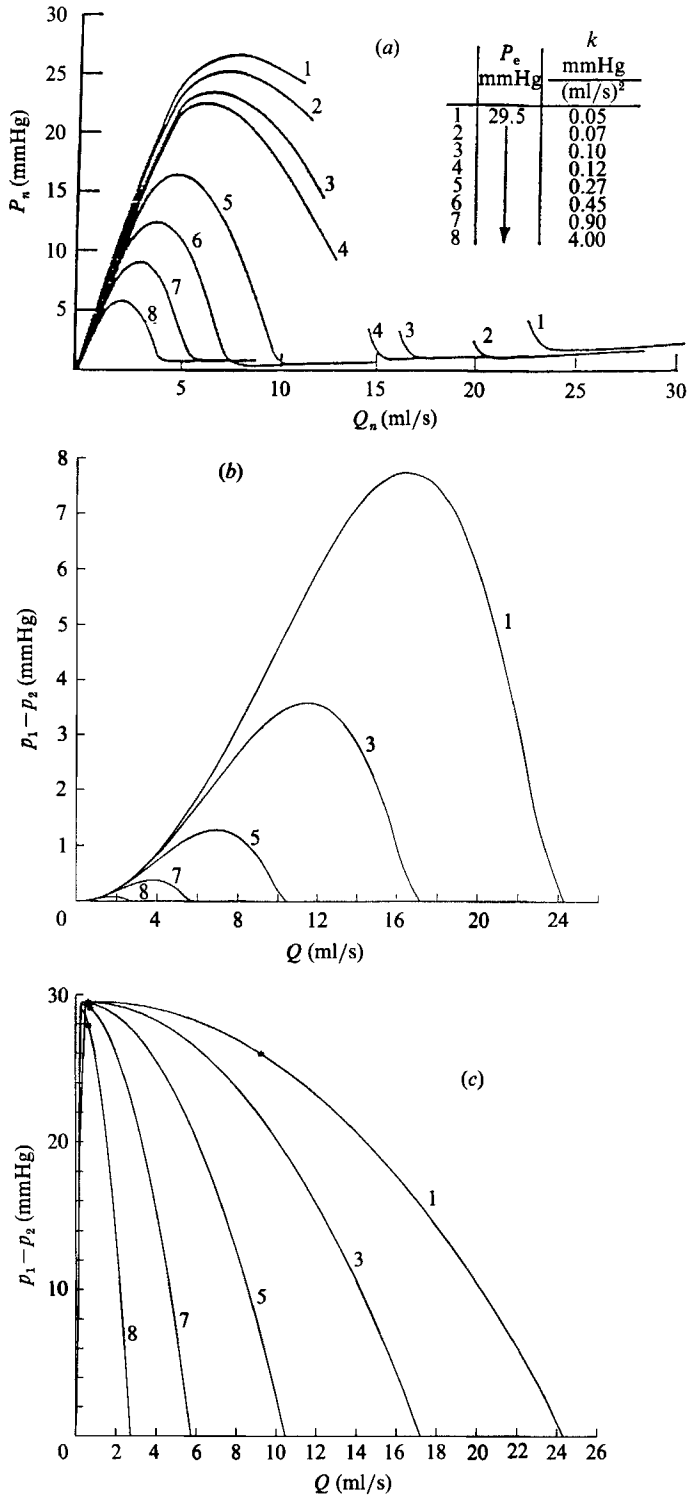 (a)
P_n (mmHg)
30
25
20
15
10
5
1
2
3
4
5
6
7
8
4 3 2 1
5 10 15 20 25 30
Q_n (ml/s)
P_e k
mmHg mmHg
(ml/s)^2
1 29.5 0.05
2 0.07
3 0.10
4 0.12
5 0.27
6 0.45
7 0.90
8 4.00
(b)
p_1 − p_2 (mmHg)
8
7
6
5
4
3
2
1
0 4 8 12 16 20 24
1
3
5
7
8
Q (ml/s)
(c)
p_1 − p_2 (mmHg)
30
20
10
1
3
5
7
8
0 2 4 6 8 10 12 14 16 18 20 22 24 26
Q (ml/s)